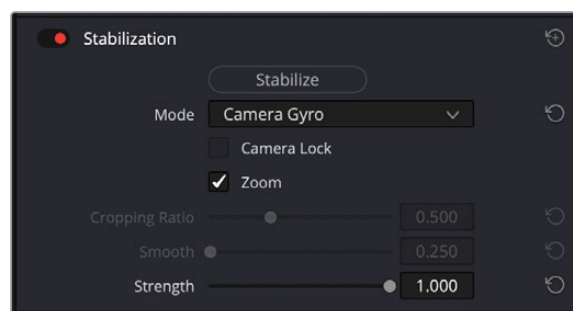 Stabilization
Stabilize
Mode Camera Gyro
Camera Lock
Zoom
Cropping Ratio 0.500
Smooth 0.250
Strength 1.000